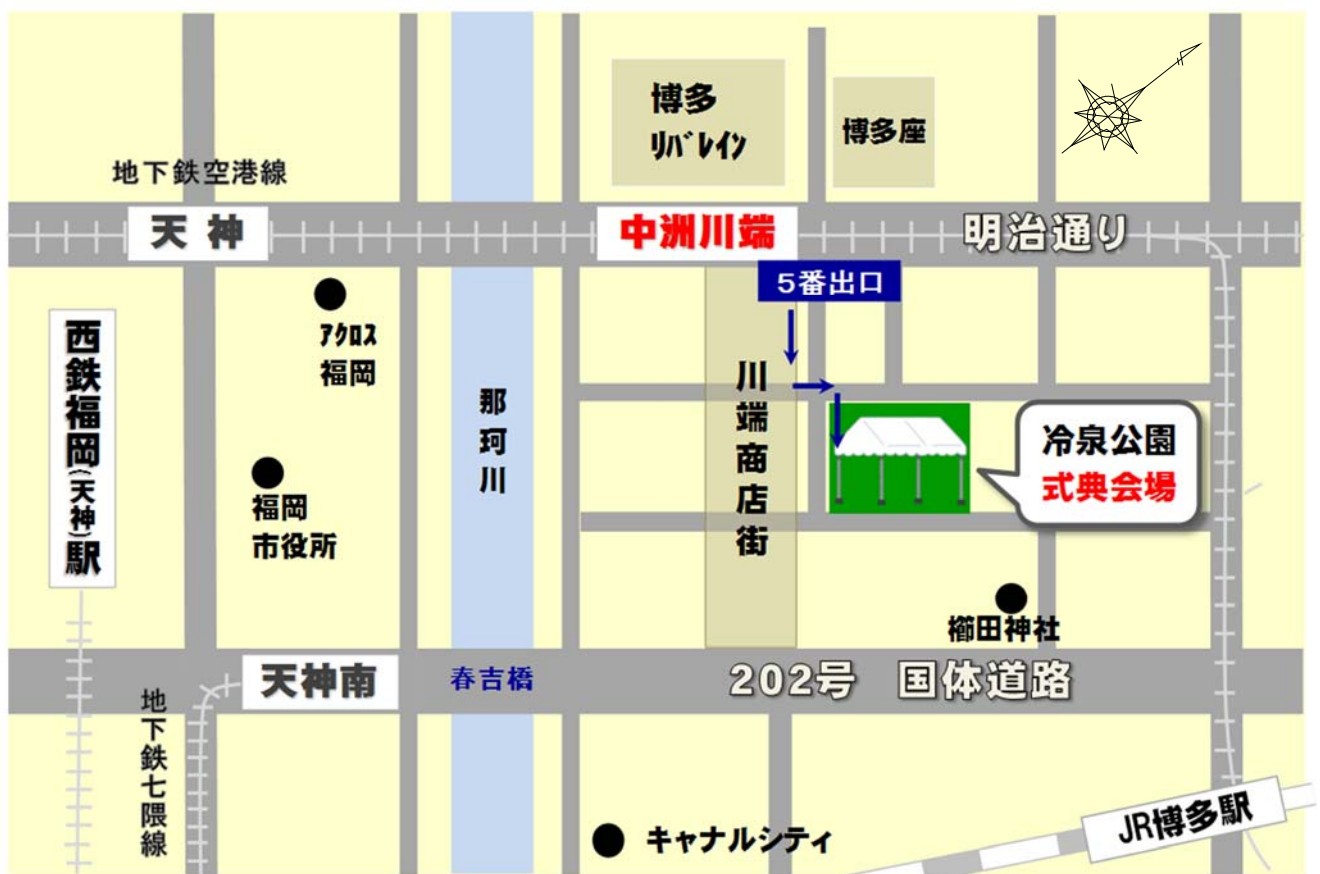 博多
リバレイン
博多座
地下鉄空港線
天神
中洲川端
明治通り
5番出口
アクロス
福岡
西鉄福岡(天神)駅
川端商店街
那珂川
冷泉公園
式典会場
福岡
市役所
櫛田神社
天神南
春吉橋
202号 国体道路
地下鉄七隈線
キャナルシティ
JR博多駅